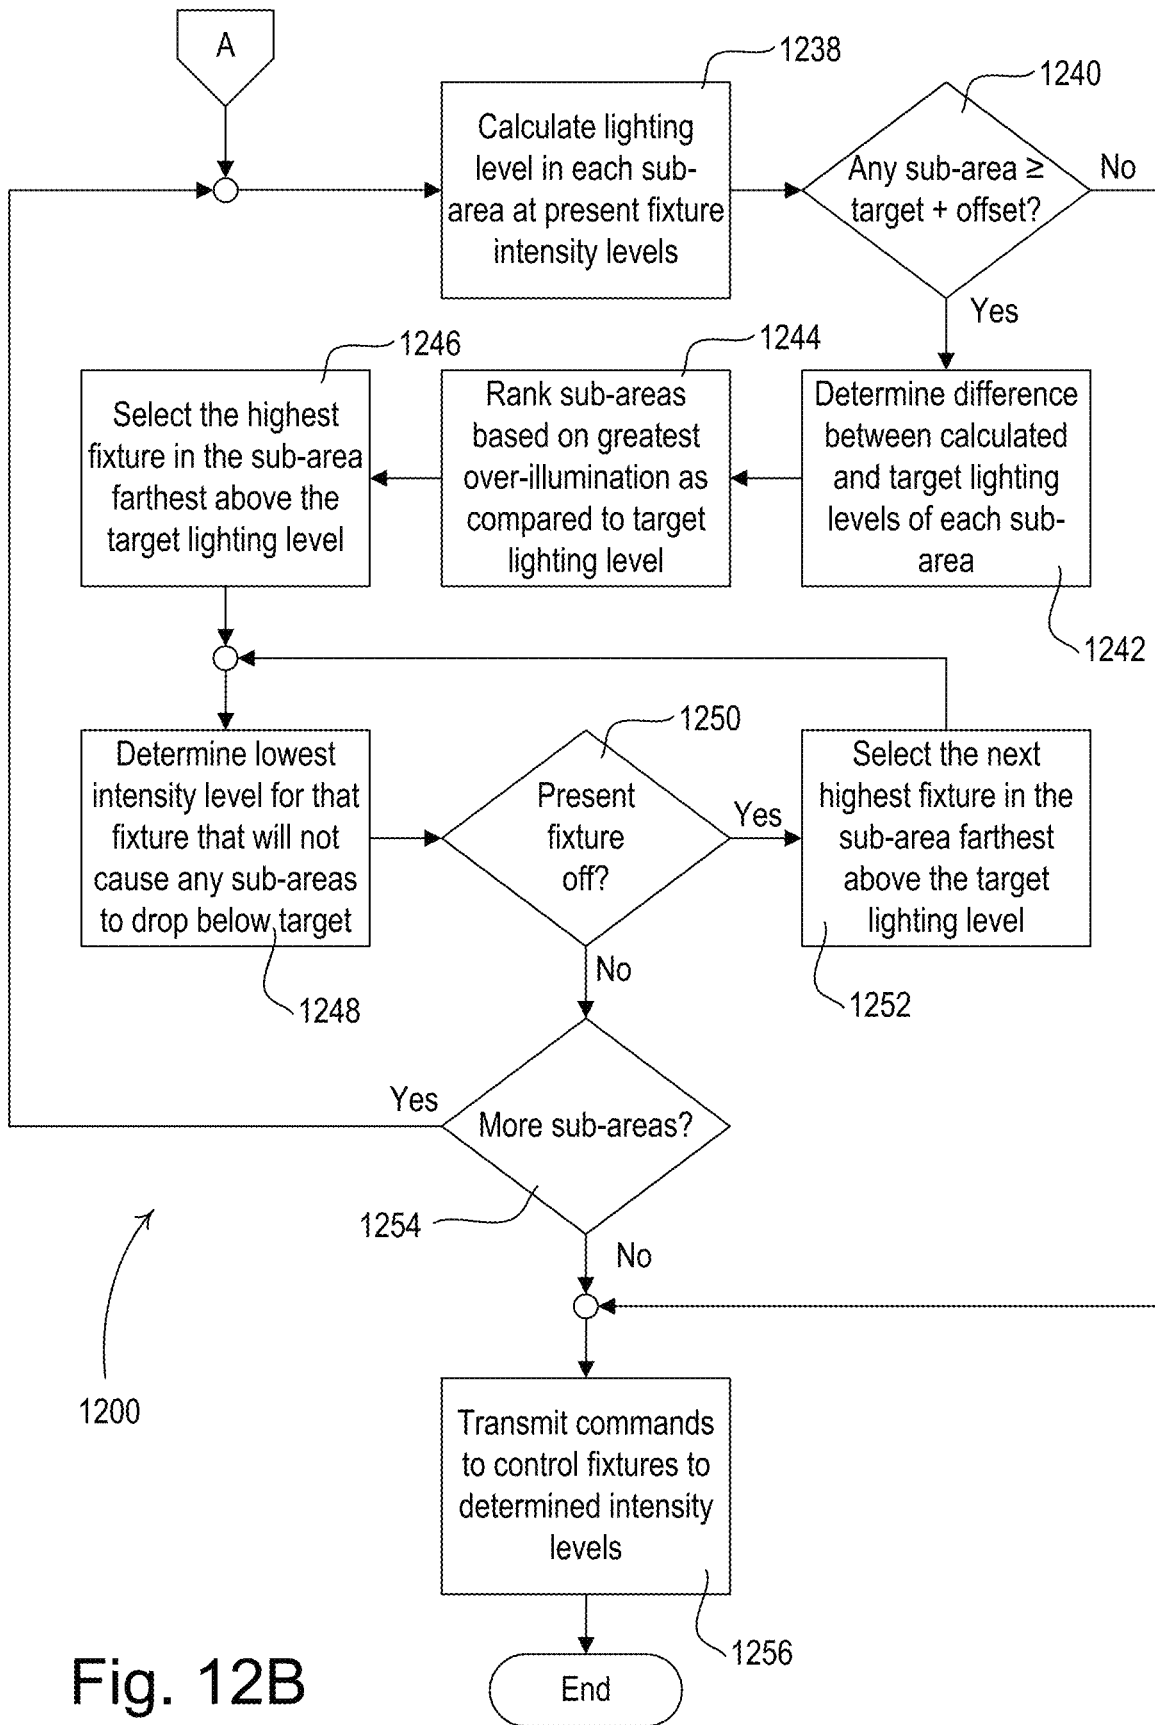 A
1238
Calculate lighting
level in each sub-
area at present fixture
intensity levels
1240
Any sub-area ≥
target + offset?
No
Yes
1246
Select the highest
fixture in the sub-area
farthest above the
target lighting level
1244
Rank sub-areas
based on greatest
over-illumination as
compared to target
lighting level
Determine difference
between calculated
and target lighting
levels of each sub-
area
1242
Determine lowest
intensity level for that
fixture that will not
cause any sub-areas
to drop below target
1248
1250
Present
fixture
off?
Yes
No
Select the next
highest fixture in the
sub-area farthest
above the target
lighting level
1252
Yes
More sub-areas?
1254
No
1200
Transmit commands
to control fixtures to
determined intensity
levels
1256
End
Fig. 12B